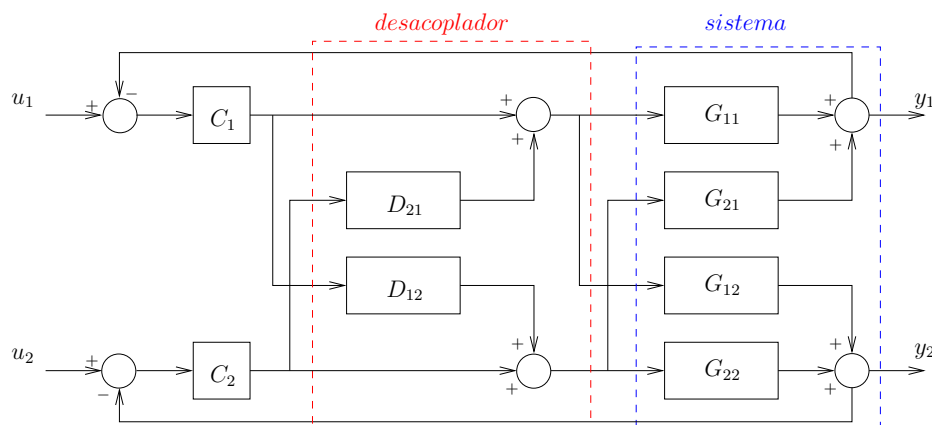 desacoplador
sistema
u1
+
−
C1
+
+
G11
+
+
y1
D21
G21
D12
G12
u2
+
−
C2
+
+
G22
+
+
y2